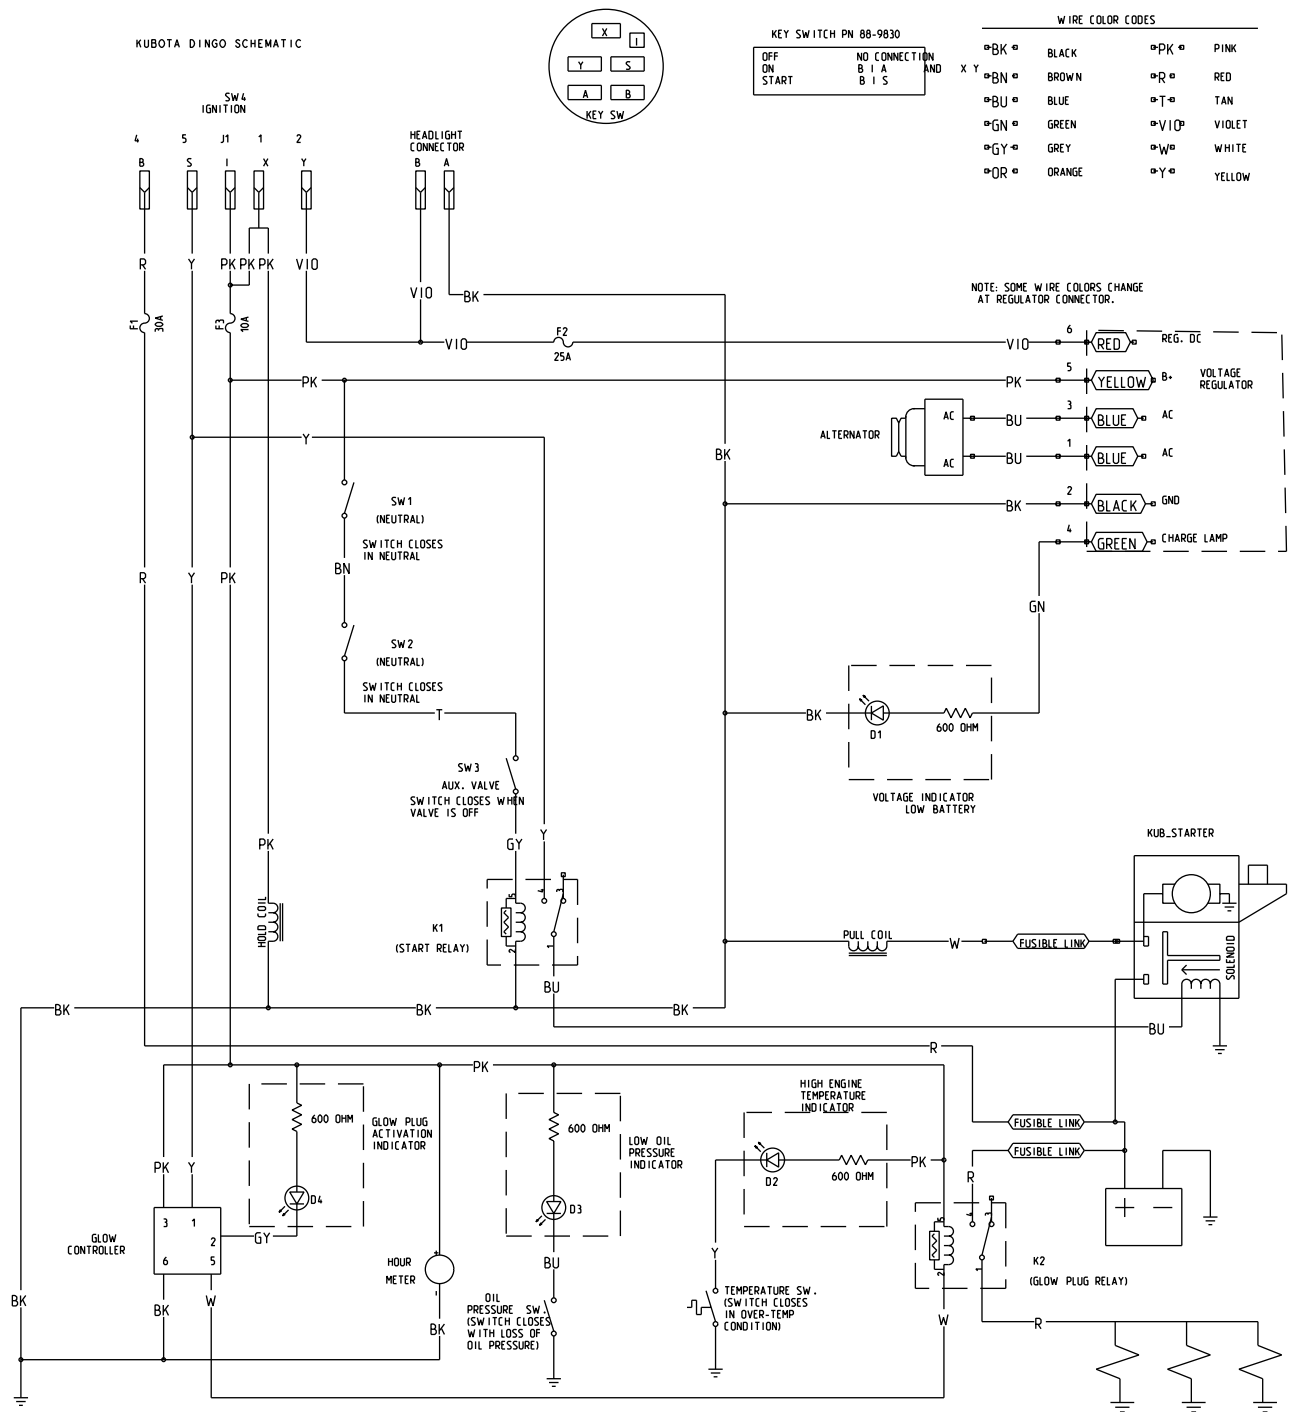 KUBOTA DINGO SCHEMATIC
X
I
Y
S
A
B
KEY SW
KEY SWITCH PN 88-9830
OFF NO CONNECTION
ON B I A AND X Y
START B I S
WIRE COLOR CODES
BK BLACK PK PINK
BN BROWN R RED
BU BLUE T TAN
GN GREEN VIO VIOLET
GY GREY W WHITE
OR ORANGE Y YELLOW
SW4
IGNITION
4 5 J1 1 2
B S I X Y
HEADLIGHT
CONNECTOR
B A
R Y PK PK PK VIO
VIO
BK
NOTE: SOME WIRE COLORS CHANGE
AT REGULATOR CONNECTOR.
F1
30A
F3
10A
VIO
F2
25A
VIO
6
RED
REG. DC
PK
PK
5
YELLOW
B+
VOLTAGE
REGULATOR
ALTERNATOR
AC
BU
3
BLUE
AC
AC
BU
1
BLUE
AC
Y
BK
BK
2
BLACK
GND
4
GREEN
CHARGE LAMP
SW1
(NEUTRAL)
SWITCH CLOSES
IN NEUTRAL
R Y PK
BN
GN
SW2
(NEUTRAL)
SWITCH CLOSES
IN NEUTRAL
T
BK
D1
600 OHM
VOLTAGE INDICATOR
LOW BATTERY
SW3
AUX. VALVE
SWITCH CLOSES WHEN
VALVE IS OFF
PK
GY
Y
KUB_STARTER
HOLD COIL
K1
(START RELAY)
5
4
3
2
1
BU
PULL COIL
W
FUSIBLE LINK
SOLENOID
BK
BK
BK
BU
R
PK
600 OHM
GLOW PLUG
ACTIVATION
INDICATOR
D4
600 OHM
LOW OIL
PRESSURE
INDICATOR
D3
HIGH ENGINE
TEMPERATURE
INDICATOR
D2
600 OHM
PK
FUSIBLE LINK
FUSIBLE LINK
R
+ -
PK Y
GLOW
CONTROLLER
3 1
2
6 5
GY
HOUR
METER
+
-
BU
Y
5
4
3
2
1
K2
(GLOW PLUG RELAY)
BK
BK
W
BK
OIL
PRESSURE SW.
(SWITCH CLOSES
WITH LOSS OF
OIL PRESSURE)
TEMPERATURE SW.
(SWITCH CLOSES
IN OVER-TEMP
CONDITION)
W
R